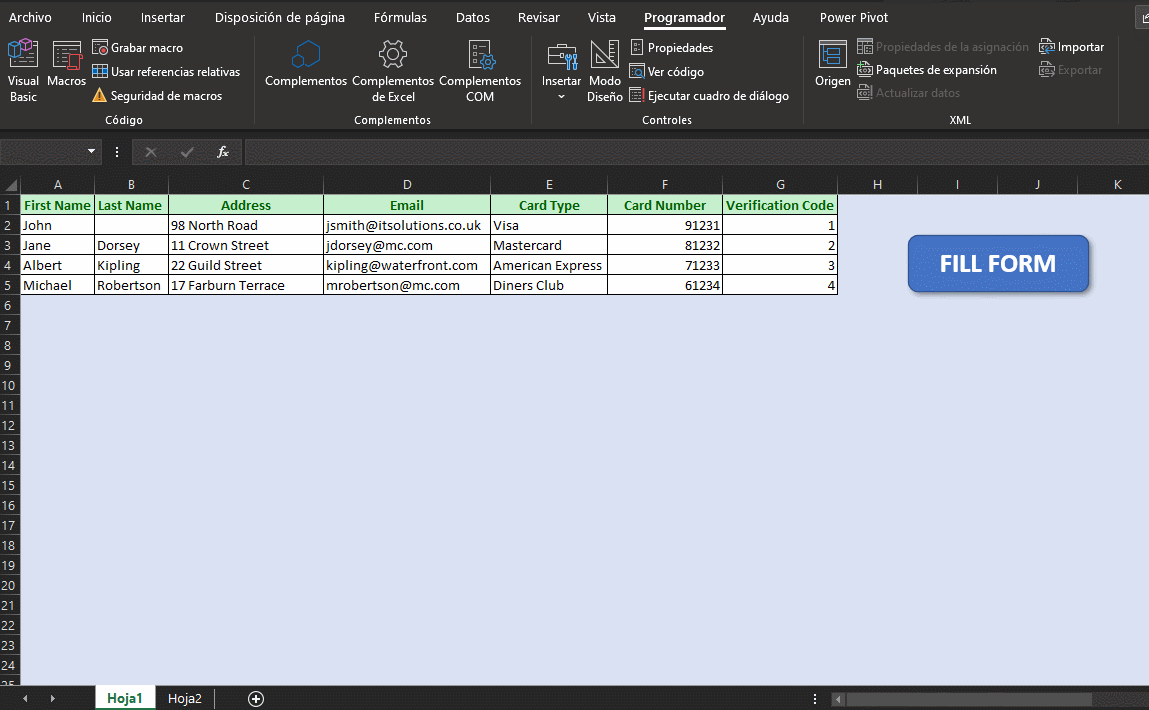 Archivo Inicio Insertar Disposición de página Fórmulas Datos Revisar Vista Programador Ayuda Power Pivot
Visual Basic
Macros
Grabar macro
Usar referencias relativas
Seguridad de macros
Código
Complementos
Complementos de Excel
Complementos COM
Complementos
Insertar
Modo Diseño
Propiedades
Ver código
Ejecutar cuadro de diálogo
Controles
Origen
Propiedades de la asignación
Paquetes de expansión
Actualizar datos
Importar
Exportar
XML
fx
A B C D E F G H I J K
1 First Name Last Name Address Email Card Type Card Number Verification Code
2 John 98 North Road jsmith@itsolutions.co.uk Visa 91231 1
3 Jane Dorsey 11 Crown Street jdorsey@mc.com Mastercard 81232 2
4 Albert Kipling 22 Guild Street kipling@waterfront.com American Express 71233 3
5 Michael Robertson 17 Farburn Terrace mrobertson@mc.com Diners Club 61234 4
FILL FORM
6
7
8
9
10
11
12
13
14
15
16
17
18
19
20
21
22
23
24
25
Hoja1 Hoja2